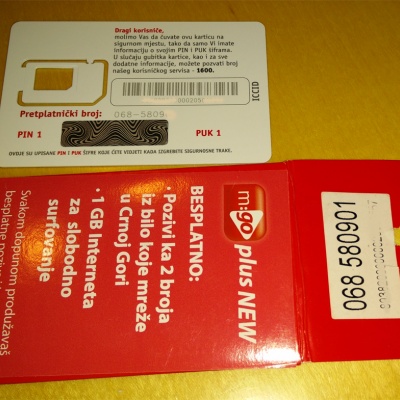 Dragi korisniče,
molimo Vas da čuvate ovu karticu na
sigurnom mjestu, tako da samo Vi imate
informaciju o svojim PIN i PUK šiframa.
U slučaju gubitka kartice, kao i za sve
dodatne informacije, možete pozvati broj
našeg korisničkog servisa - 1600.
ICCID
Pretplatnički broj: 068-5809
PIN 1
PUK 1
OVDJE SU UPISANE PIN I PUK ŠIFRE KOJE ĆETE VIDJETI KADA IZGREBETE SIGURNOSNE TRAKE.
m:go plus NEW
BESPLATNO:
• Pozivi ka 2 broja
iz bilo koje mreže
u Crnoj Gori
• 1 GB Interneta
za slobodno
surfovanje
Svakom dopunom produžavaš
068 580901